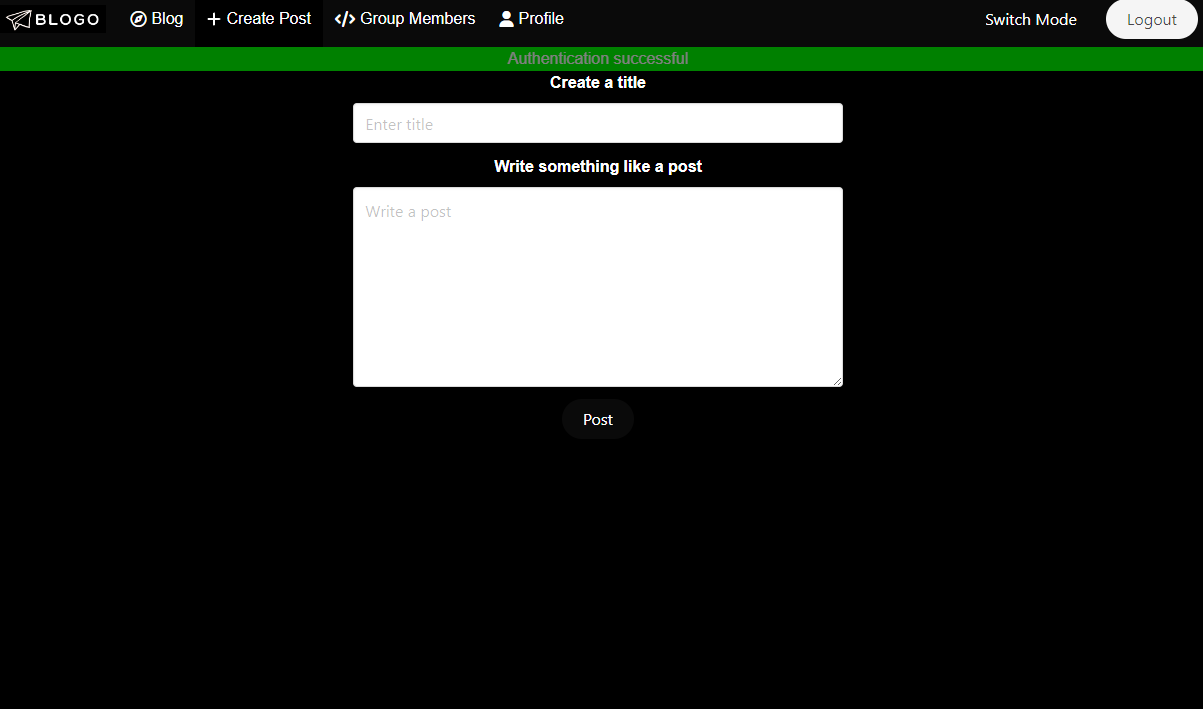 BLOGO Blog Create Post Group Members Profile Switch Mode Logout
Authentication successful
Create a title
Enter title
Write something like a post
Write a post
Post